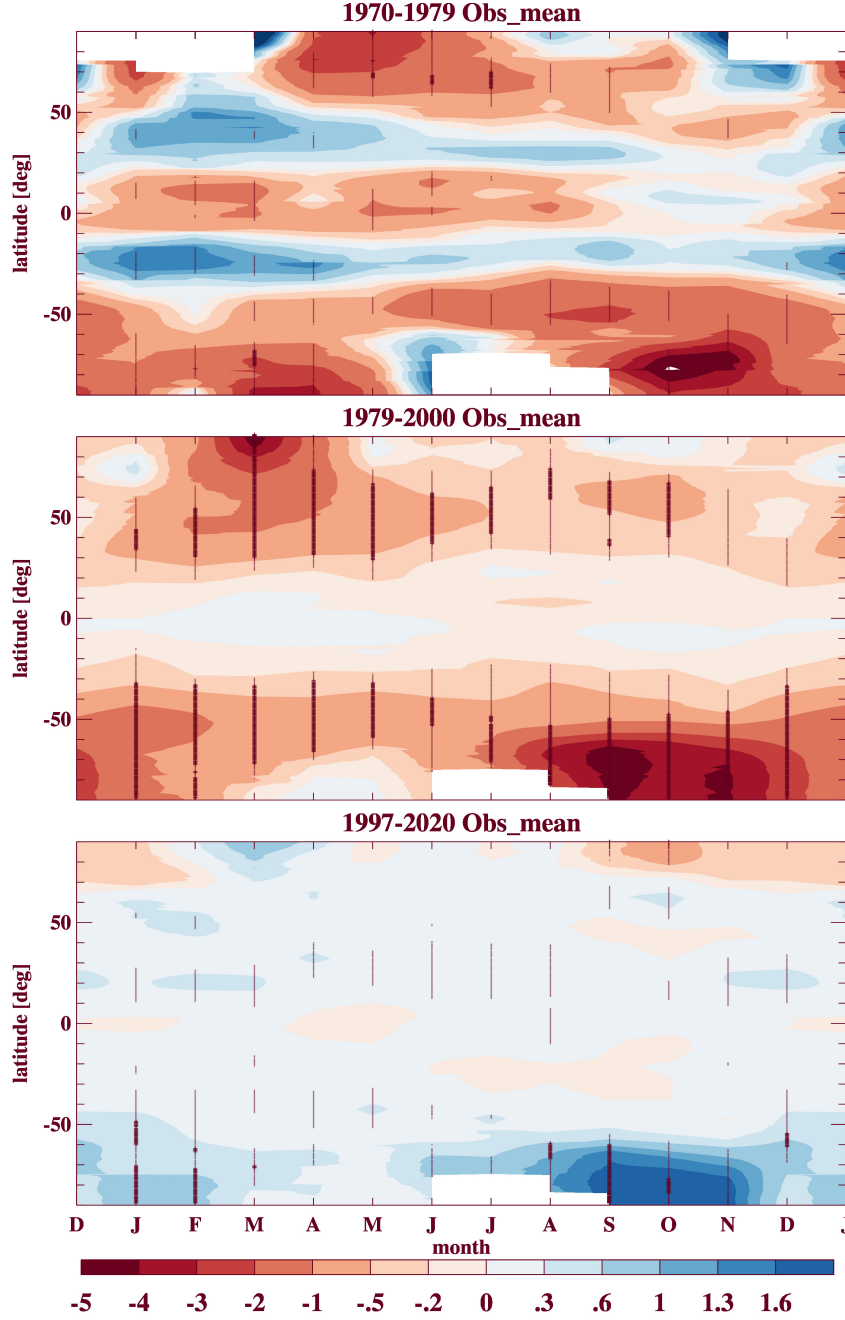 1970-1979 Obs_mean
50
0
-50
latitude [deg]
1979-2000 Obs_mean
50
0
-50
latitude [deg]
1997-2020 Obs_mean
50
0
-50
latitude [deg]
D J F M A M J J A S O N D J
month
-5 -4 -3 -2 -1 -.5 -.2 0 .3 .6 1 1.3 1.6